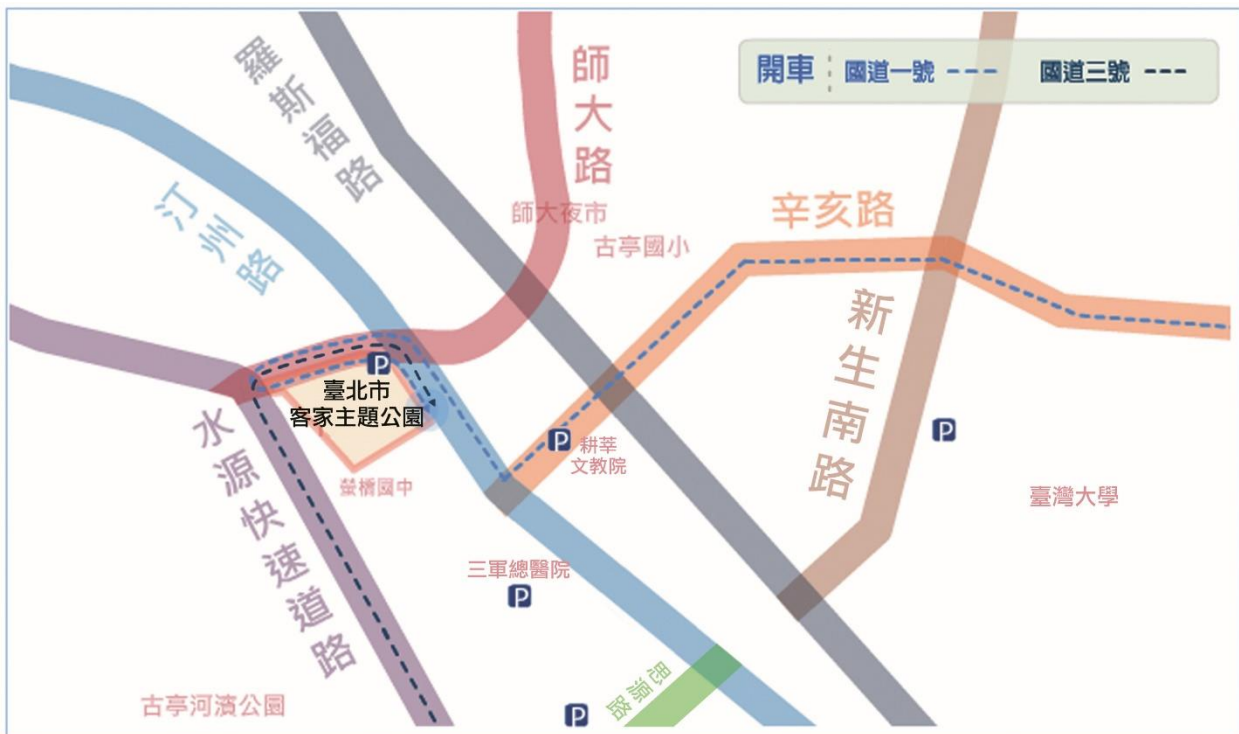 開車
國道一號
國道三號
羅斯福路
師大路
汀州路
師大夜市
古亭國小
辛亥路
新生南路
P
臺北市
客家主題公園
水源快速道路
螢橋國中
P
耕莘
文教院
P
臺灣大學
三軍總醫院
P
思源路
古亭河濱公園
P